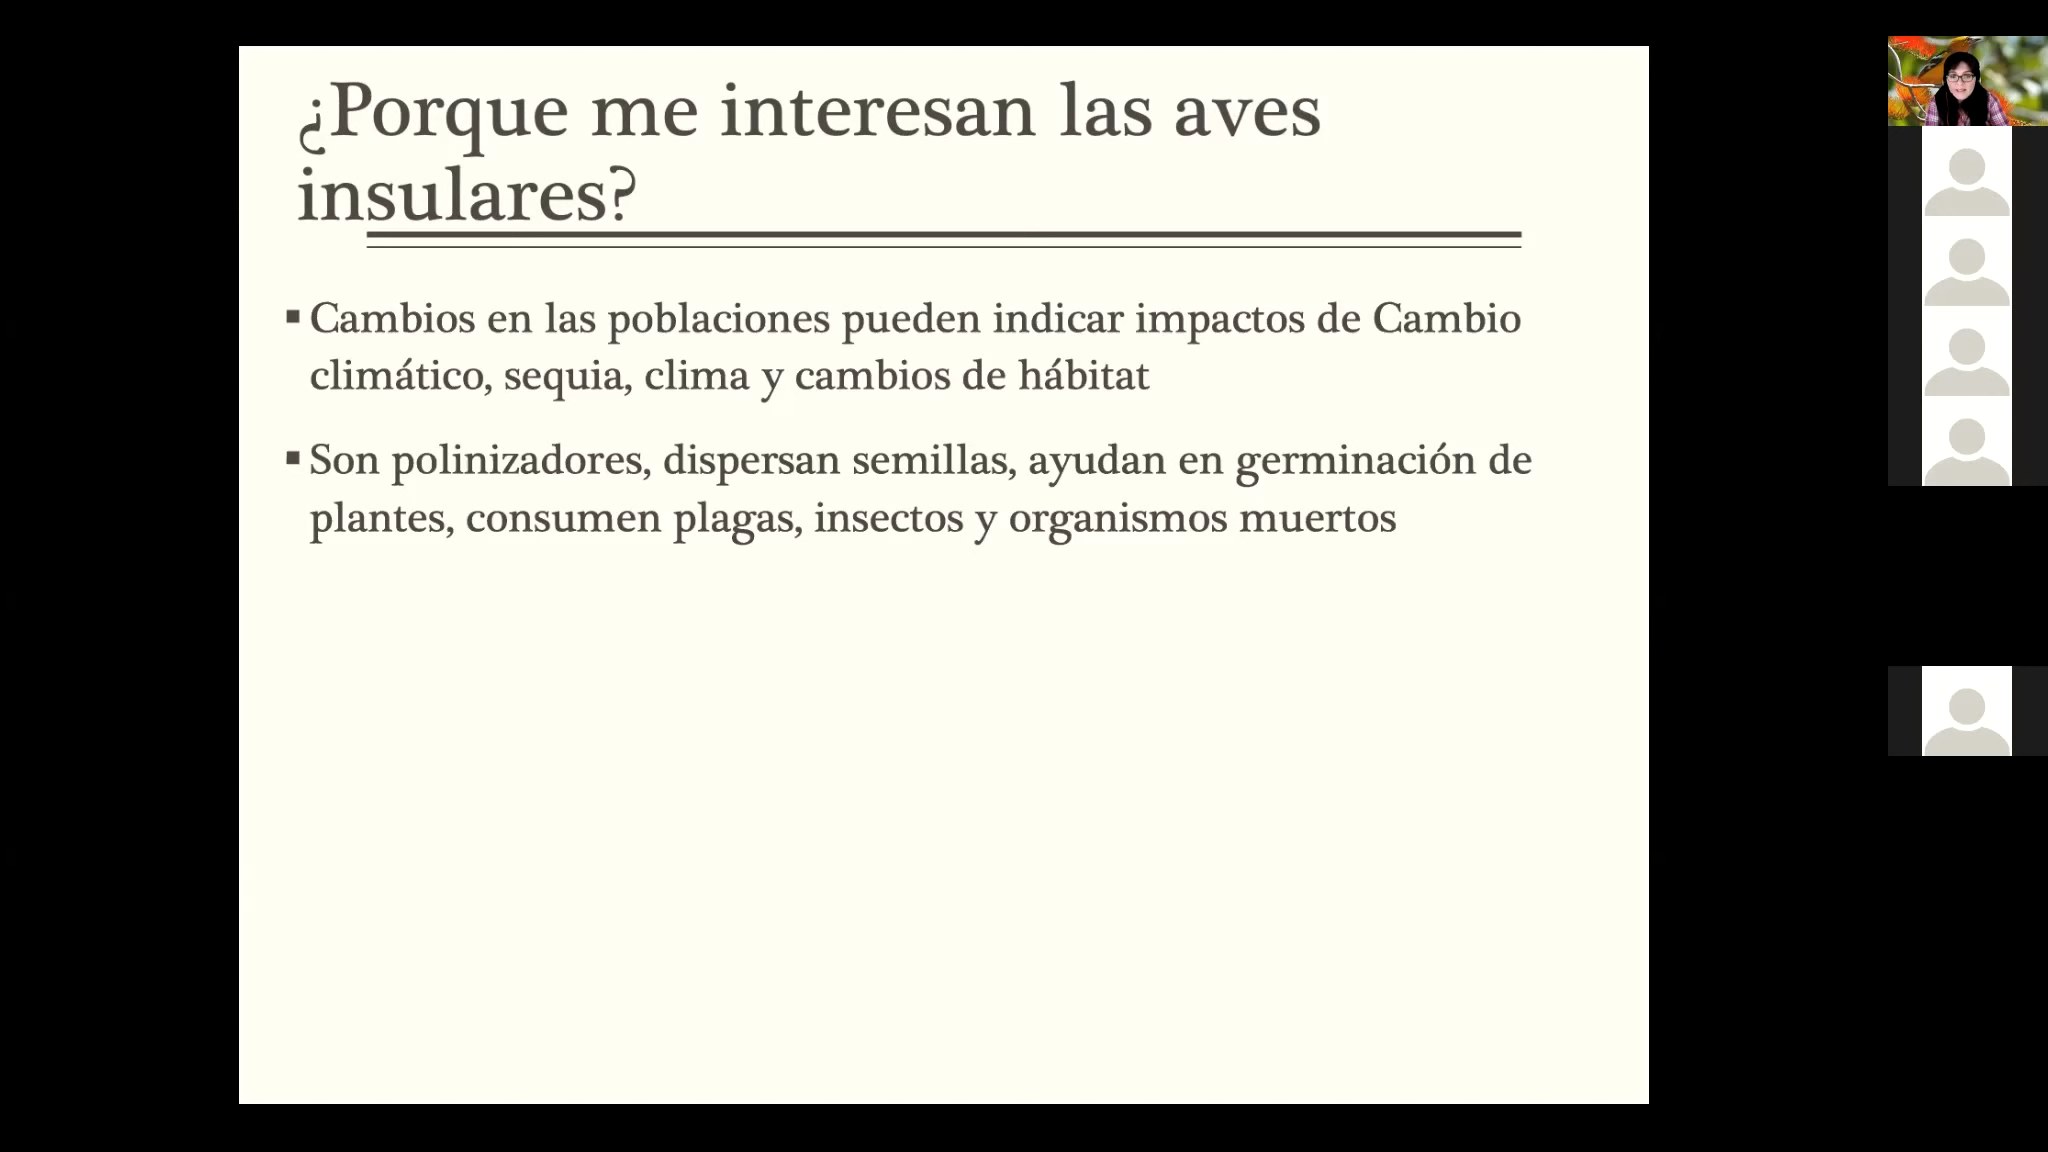 ¿Porque me interesan las aves
insulares?
▪ Cambios en las poblaciones pueden indicar impactos de Cambio
climático, sequia, clima y cambios de hábitat
▪ Son polinizadores, dispersan semillas, ayudan en germinación de
plantes, consumen plagas, insectos y organismos muertos